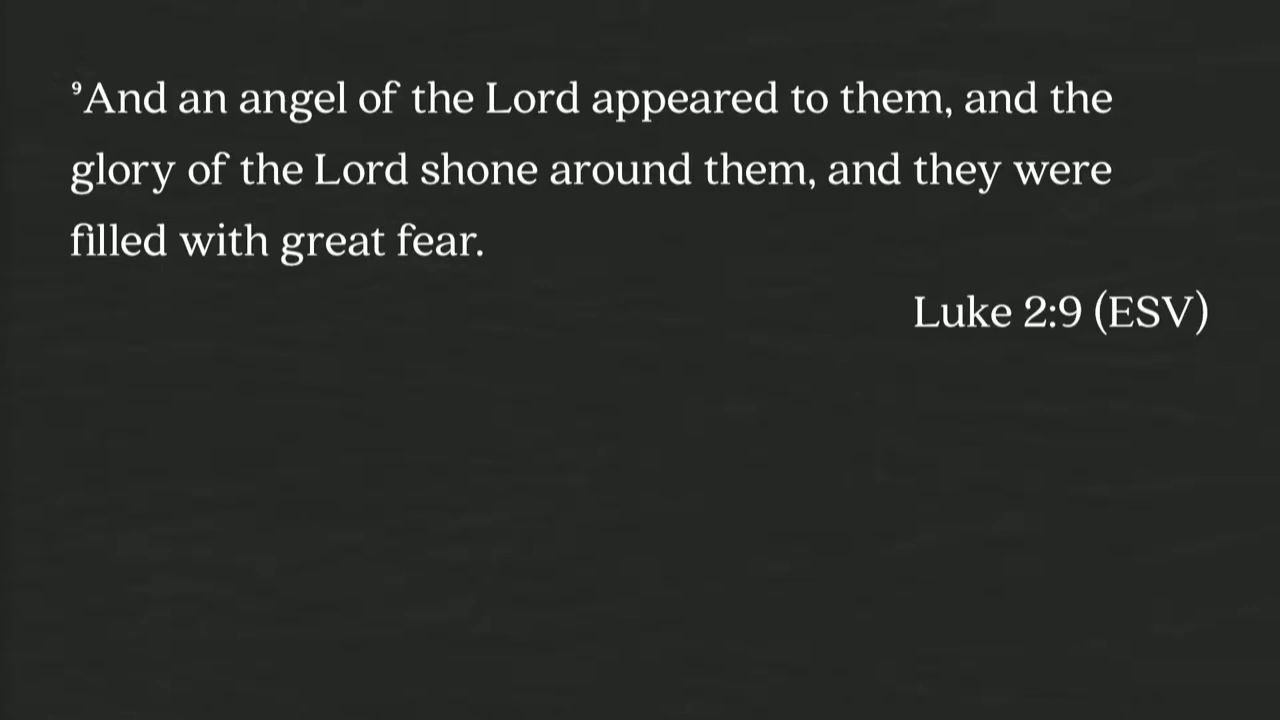 ⁹And an angel of the Lord appeared to them, and the
glory of the Lord shone around them, and they were
filled with great fear.
Luke 2:9 (ESV)